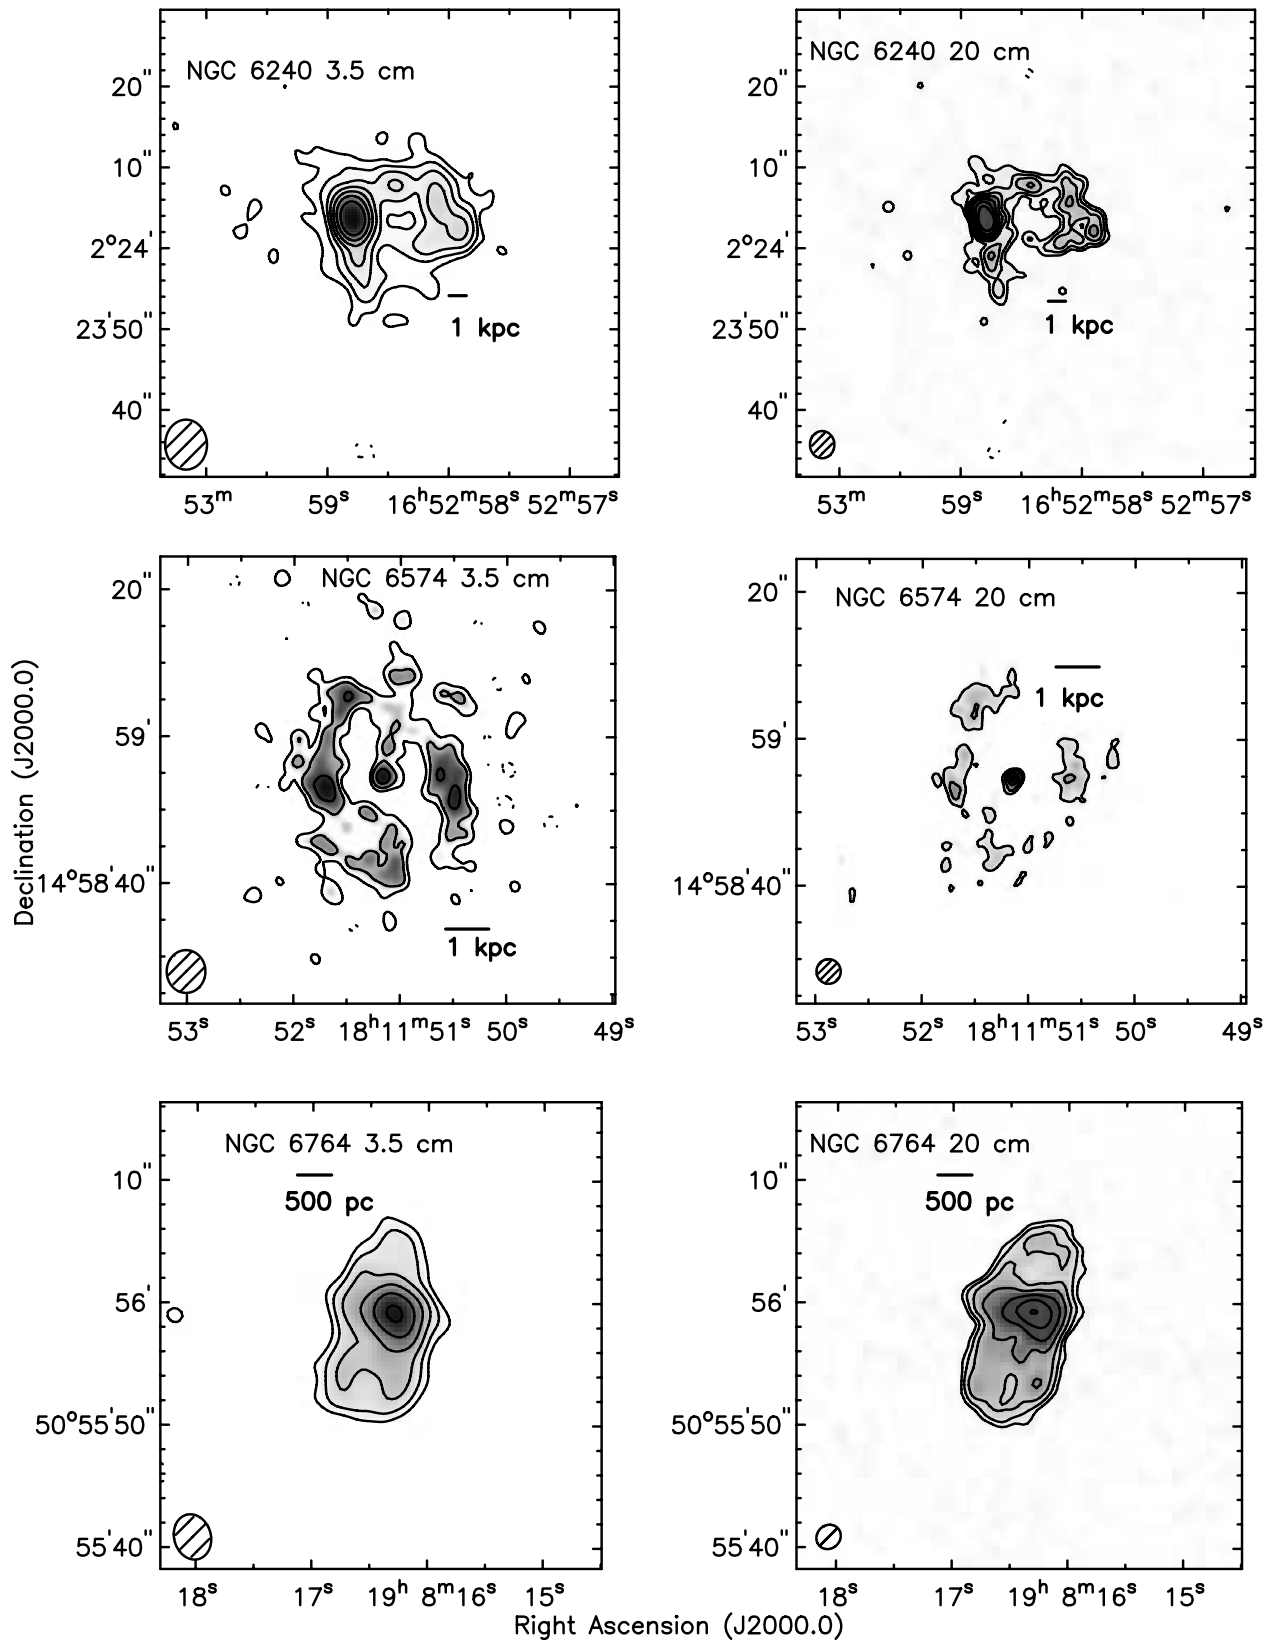 NGC 6240 3.5 cm
20"
10"
2°24'
23'50"
40"
1 kpc
53ᵐ 59ˢ 16ʰ52ᵐ58ˢ 52ᵐ57ˢ
NGC 6240 20 cm
20"
10"
2°24'
23'50"
40"
1 kpc
53ᵐ 59ˢ 16ʰ52ᵐ58ˢ 52ᵐ57ˢ
Declination (J2000.0)
NGC 6574 3.5 cm
20"
59'
14°58'40"
1 kpc
53ˢ 52ˢ 18ʰ11ᵐ51ˢ 50ˢ 49ˢ
NGC 6574 20 cm
20"
1 kpc
59'
14°58'40"
53ˢ 52ˢ 18ʰ11ᵐ51ˢ 50ˢ 49ˢ
NGC 6764 3.5 cm
10"
500 pc
56'
50°55'50"
55'40"
18ˢ 17ˢ 19ʰ 8ᵐ16ˢ 15ˢ
NGC 6764 20 cm
10"
500 pc
56'
50°55'50"
55'40"
18ˢ 17ˢ 19ʰ 8ᵐ16ˢ 15ˢ
Right Ascension (J2000.0)